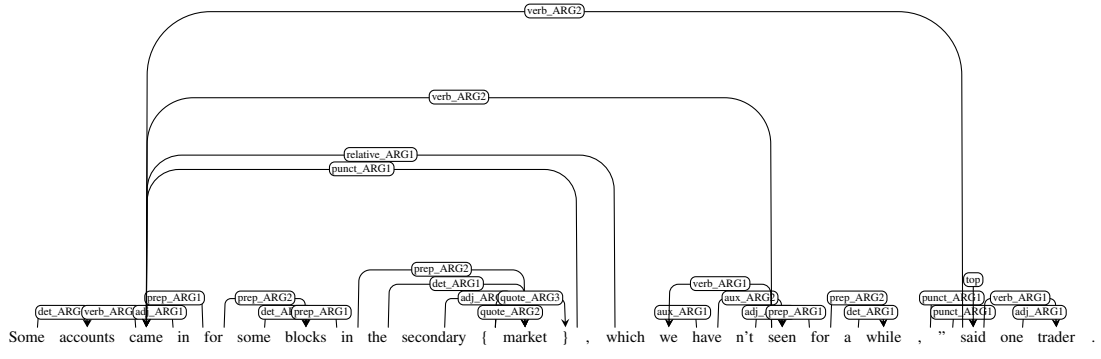 verb_ARG2
verb_ARG2
relative_ARG1
punct_ARG1
prep_ARG2
top
det_ARG1 verb_ARG1
prep_ARG1 prep_ARG2 quote_ARG3 aux_ARG2 prep_ARG2 punct_ARG1 verb_ARG1
adj_ARG1 prep_ARG1 quote_ARG2 aux_ARG1 prep_ARG1 det_ARG1 punct_ARG1 adj_ARG1
Some accounts came in for some blocks in the secondary { market } , which we have n't seen for a while , ” said one trader .